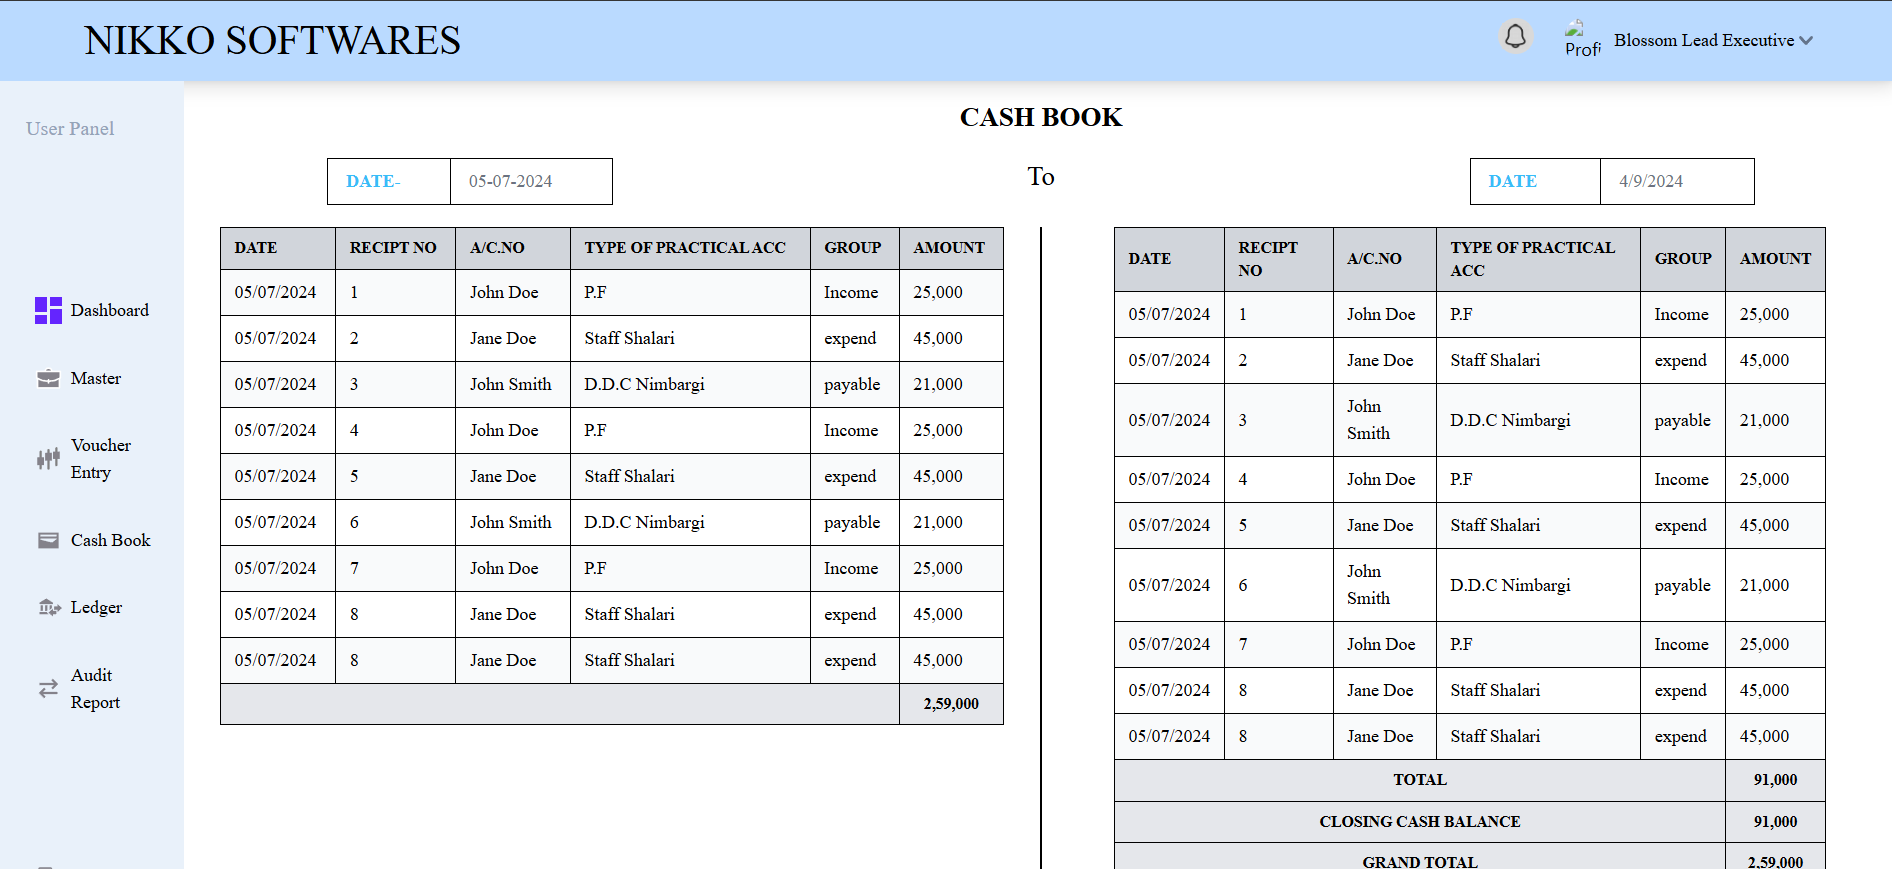 NIKKO SOFTWARES
Profi
Blossom Lead Executive
User Panel
Dashboard
Master
Voucher
Entry
Cash Book
Ledger
Audit
Report
CASH BOOK
DATE- 05-07-2024
To
DATE 4/9/2024
DATE RECIPT NO A/C.NO TYPE OF PRACTICAL ACC GROUP AMOUNT
05/07/2024 1 John Doe P.F Income 25,000
05/07/2024 2 Jane Doe Staff Shalari expend 45,000
05/07/2024 3 John Smith D.D.C Nimbargi payable 21,000
05/07/2024 4 John Doe P.F Income 25,000
05/07/2024 5 Jane Doe Staff Shalari expend 45,000
05/07/2024 6 John Smith D.D.C Nimbargi payable 21,000
05/07/2024 7 John Doe P.F Income 25,000
05/07/2024 8 Jane Doe Staff Shalari expend 45,000
05/07/2024 8 Jane Doe Staff Shalari expend 45,000
2,59,000
DATE RECIPT NO A/C.NO TYPE OF PRACTICAL ACC GROUP AMOUNT
05/07/2024 1 John Doe P.F Income 25,000
05/07/2024 2 Jane Doe Staff Shalari expend 45,000
05/07/2024 3 John Smith D.D.C Nimbargi payable 21,000
05/07/2024 4 John Doe P.F Income 25,000
05/07/2024 5 Jane Doe Staff Shalari expend 45,000
05/07/2024 6 John Smith D.D.C Nimbargi payable 21,000
05/07/2024 7 John Doe P.F Income 25,000
05/07/2024 8 Jane Doe Staff Shalari expend 45,000
05/07/2024 8 Jane Doe Staff Shalari expend 45,000
TOTAL 91,000
CLOSING CASH BALANCE 91,000
GRAND TOTAL 2,59,000